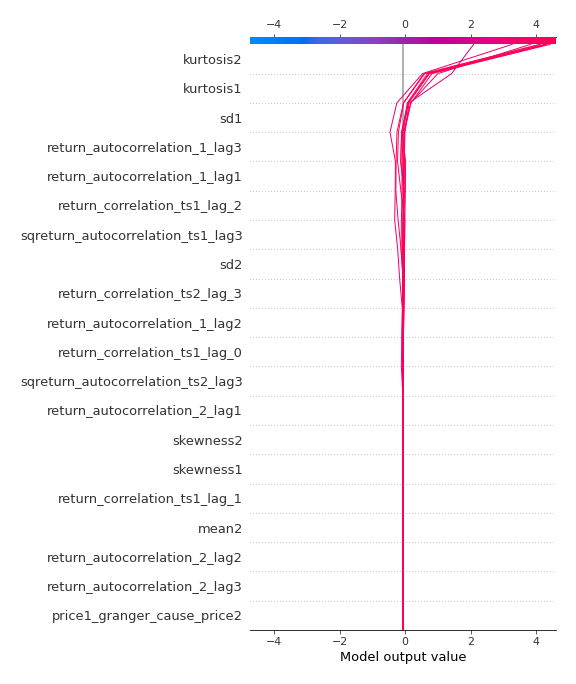 −4 −2 0 2 4
kurtosis2
kurtosis1
sd1
return_autocorrelation_1_lag3
return_autocorrelation_1_lag1
return_correlation_ts1_lag_2
sqreturn_autocorrelation_ts1_lag3
sd2
return_correlation_ts2_lag_3
return_autocorrelation_1_lag2
return_correlation_ts1_lag_0
sqreturn_autocorrelation_ts2_lag3
return_autocorrelation_2_lag1
skewness2
skewness1
return_correlation_ts1_lag_1
mean2
return_autocorrelation_2_lag2
return_autocorrelation_2_lag3
price1_granger_cause_price2
−4 −2 0 2 4
Model output value